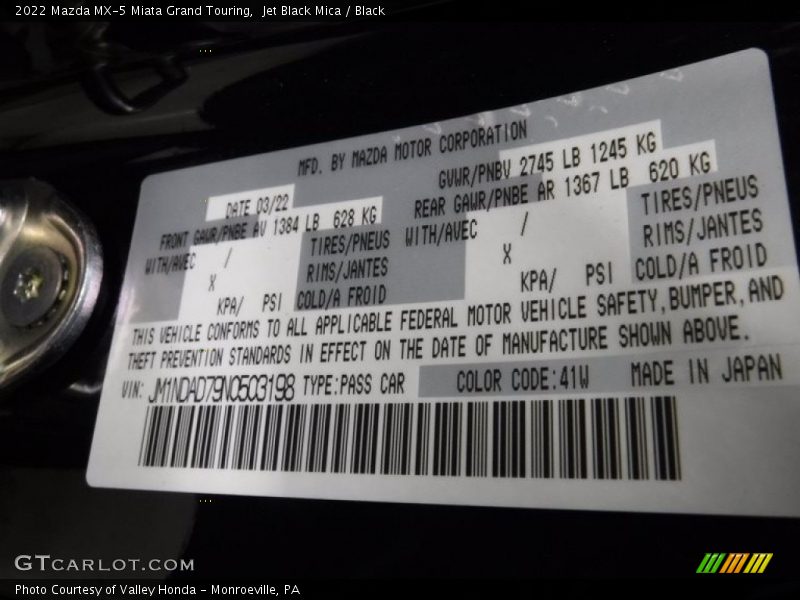 2022 Mazda MX-5 Miata Grand Touring,  Jet Black Mica / Black
MFD. BY MAZDA MOTOR CORPORATION
DATE 03/22
GVWR/PNBV 2745 LB 1245 KG
FRONT GAWR/PNBE AV 1384 LB 628 KG
REAR GAWR/PNBE AR 1367 LB 620 KG
WITH/AVEC / TIRES/PNEUS WITH/AVEC / TIRES/PNEUS
X RIMS/JANTES X RIMS/JANTES
KPA/ PSI COLD/A FROID KPA/ PSI COLD/A FROID
THIS VEHICLE CONFORMS TO ALL APPLICABLE FEDERAL MOTOR VEHICLE SAFETY, BUMPER, AND
THEFT PREVENTION STANDARDS IN EFFECT ON THE DATE OF MANUFACTURE SHOWN ABOVE.
VIN: JM1NDAD79N0503198 TYPE:PASS CAR COLOR CODE:41W MADE IN JAPAN
GTCARLOT.COM
Photo Courtesy of Valley Honda - Monroeville, PA